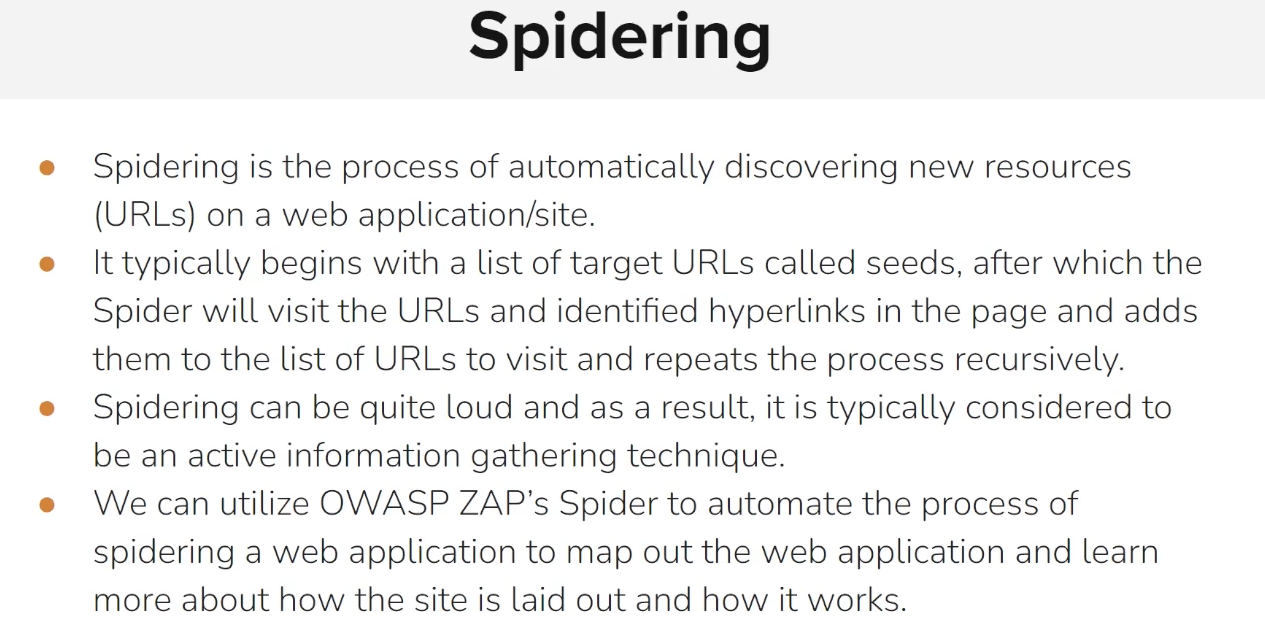 Spidering
Spidering is the process of automatically discovering new resources
(URLs) on a web application/site.
It typically begins with a list of target URLs called seeds, after which the
Spider will visit the URLs and identified hyperlinks in the page and adds
them to the list of URLs to visit and repeats the process recursively.
Spidering can be quite loud and as a result, it is typically considered to
be an active information gathering technique.
We can utilize OWASP ZAP’s Spider to automate the process of
spidering a web application to map out the web application and learn
more about how the site is laid out and how it works.